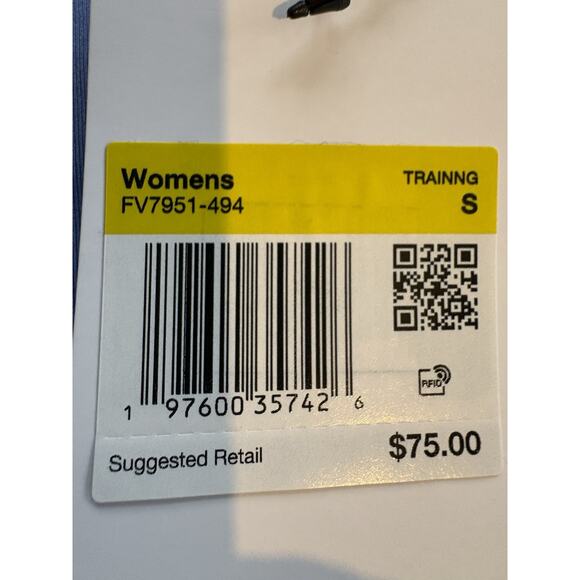 Womens TRAINNG
FV7951-494 S
1 97600 35742 6
RFID
Suggested Retail $75.00